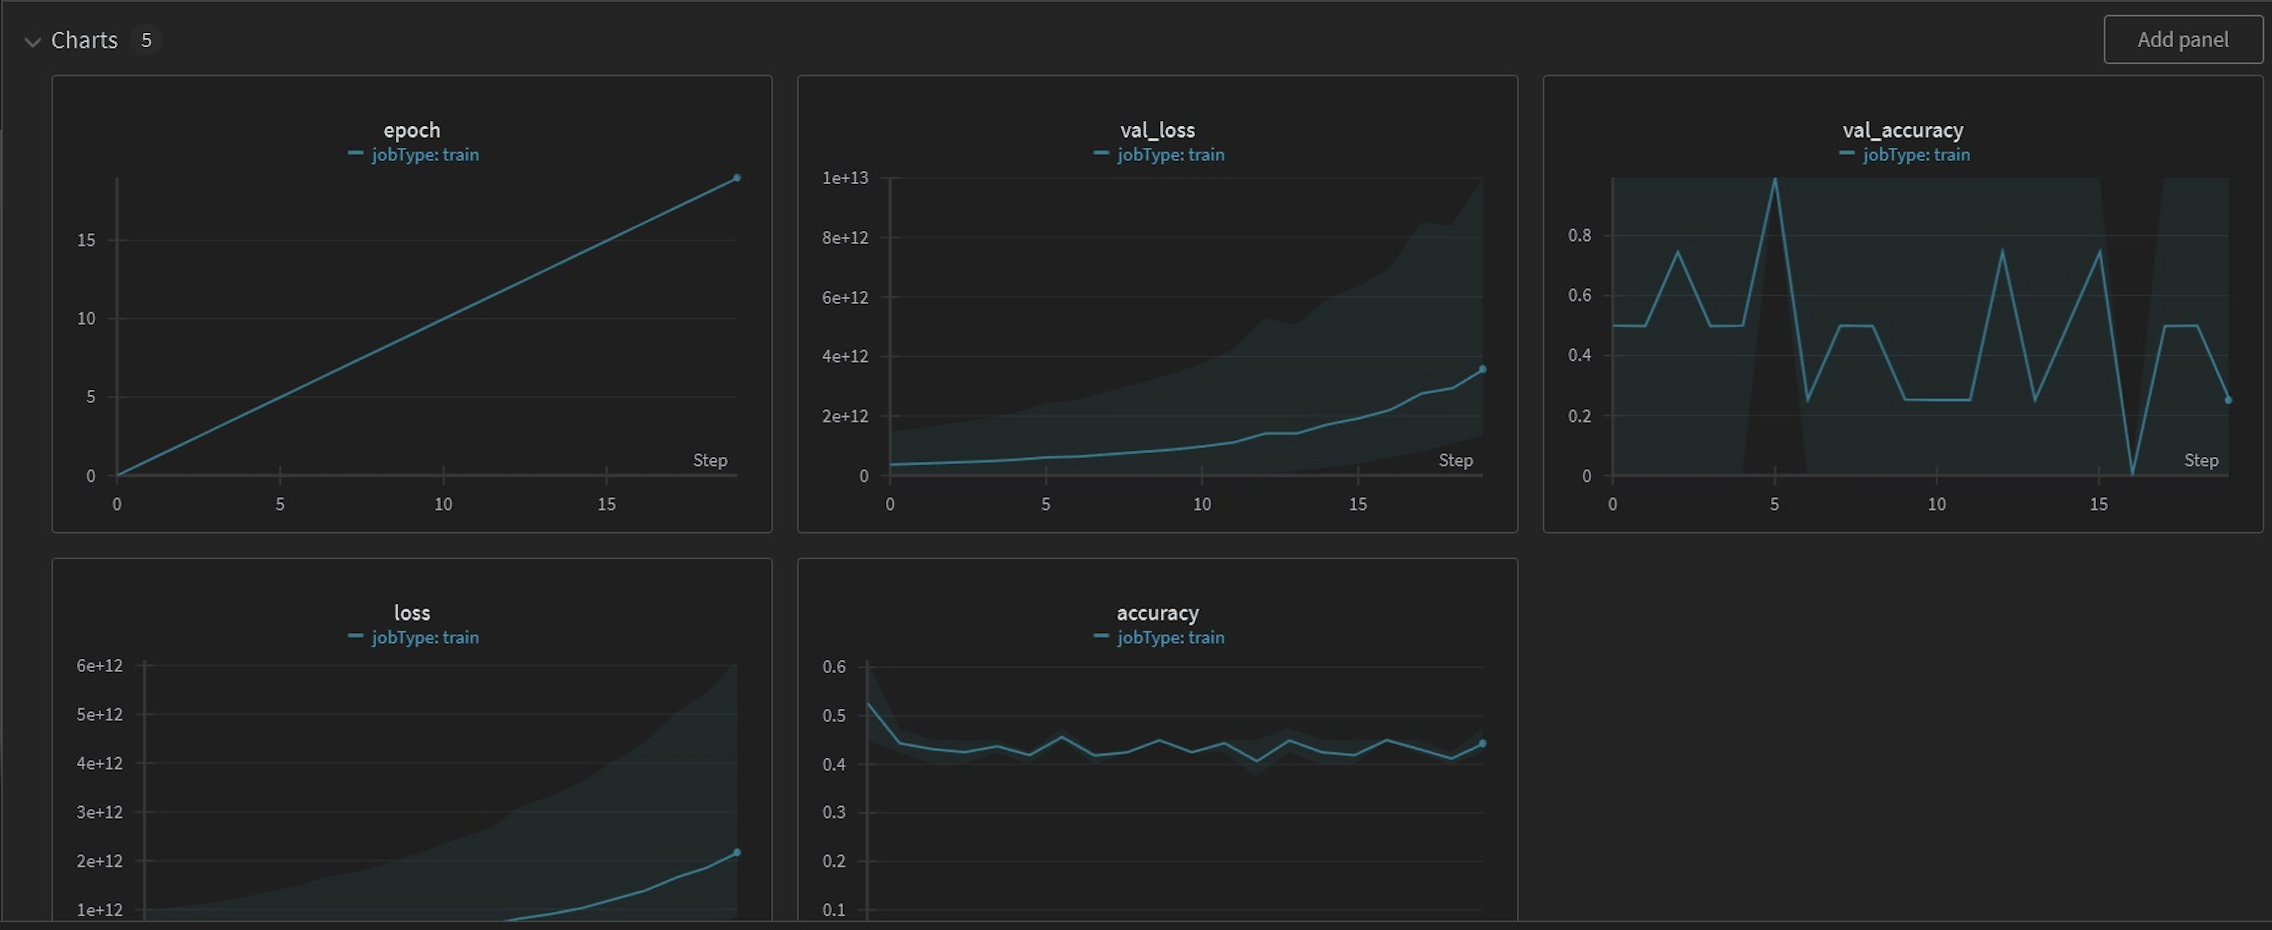 Charts 5
Add panel
epoch
jobType: train
15
10
5
0
Step
0 5 10 15
val_loss
jobType: train
1e+13
8e+12
6e+12
4e+12
2e+12
0
Step
0 5 10 15
val_accuracy
jobType: train
0.8
0.6
0.4
0.2
0
Step
0 5 10 15
loss
jobType: train
6e+12
5e+12
4e+12
3e+12
2e+12
1e+12
accuracy
jobType: train
0.6
0.5
0.4
0.3
0.2
0.1